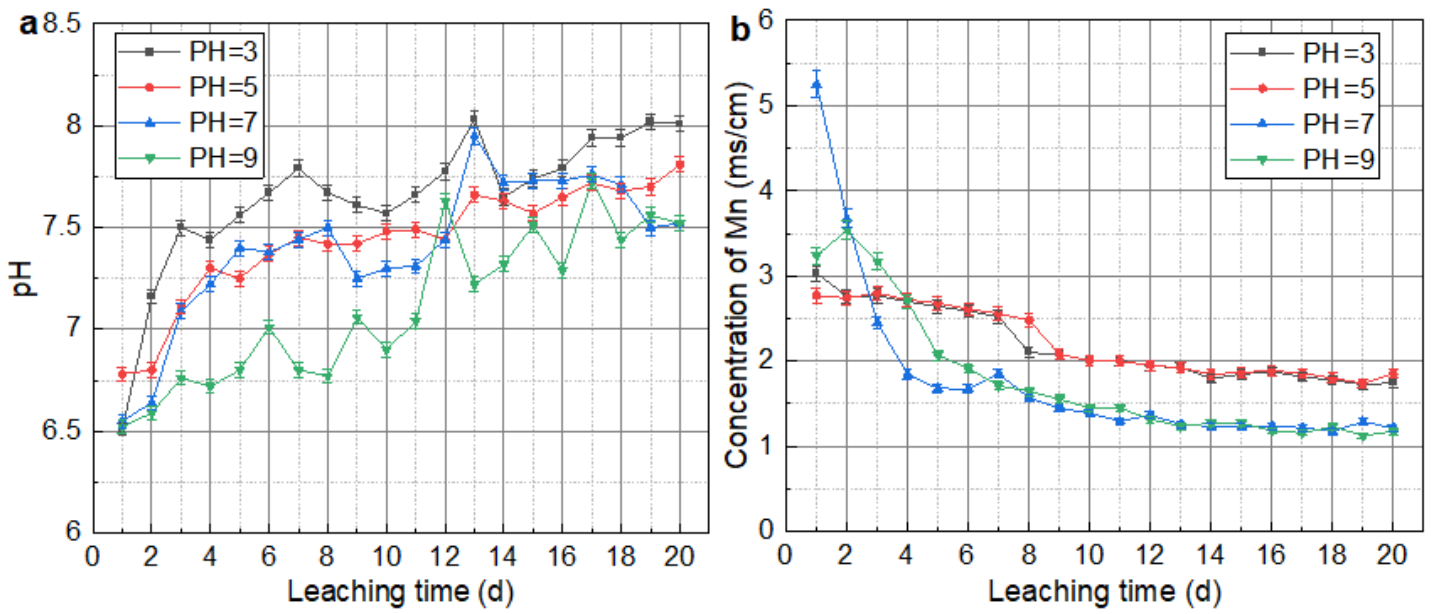 a
8.5
8
7.5
7
6.5
6
pH
PH=3
PH=5
PH=7
PH=9
0 2 4 6 8 10 12 14 16 18 20
Leaching time (d)
b
6
5
4
3
2
1
0
Concentration of Mn (ms/cm)
PH=3
PH=5
PH=7
PH=9
0 2 4 6 8 10 12 14 16 18 20
Leaching time (d)